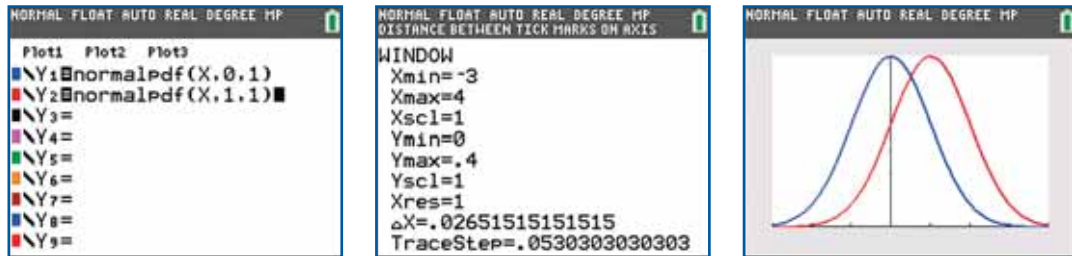 NORMAL FLOAT AUTO REAL DEGREE MP
Plot1 Plot2 Plot3
\Y1=normalpdf(X,0,1)
\Y2=normalpdf(X,1,1)
\Y3=
\Y4=
\Y5=
\Y6=
\Y7=
\Y8=
\Y9=
NORMAL FLOAT AUTO REAL DEGREE MP
DISTANCE BETWEEN TICK MARKS ON AXIS
WINDOW
Xmin=-3
Xmax=4
Xscl=1
Ymin=0
Ymax=.4
Yscl=1
Xres=1
△X=.02651515151515
TraceStep=.0530303030303
NORMAL FLOAT AUTO REAL DEGREE MP